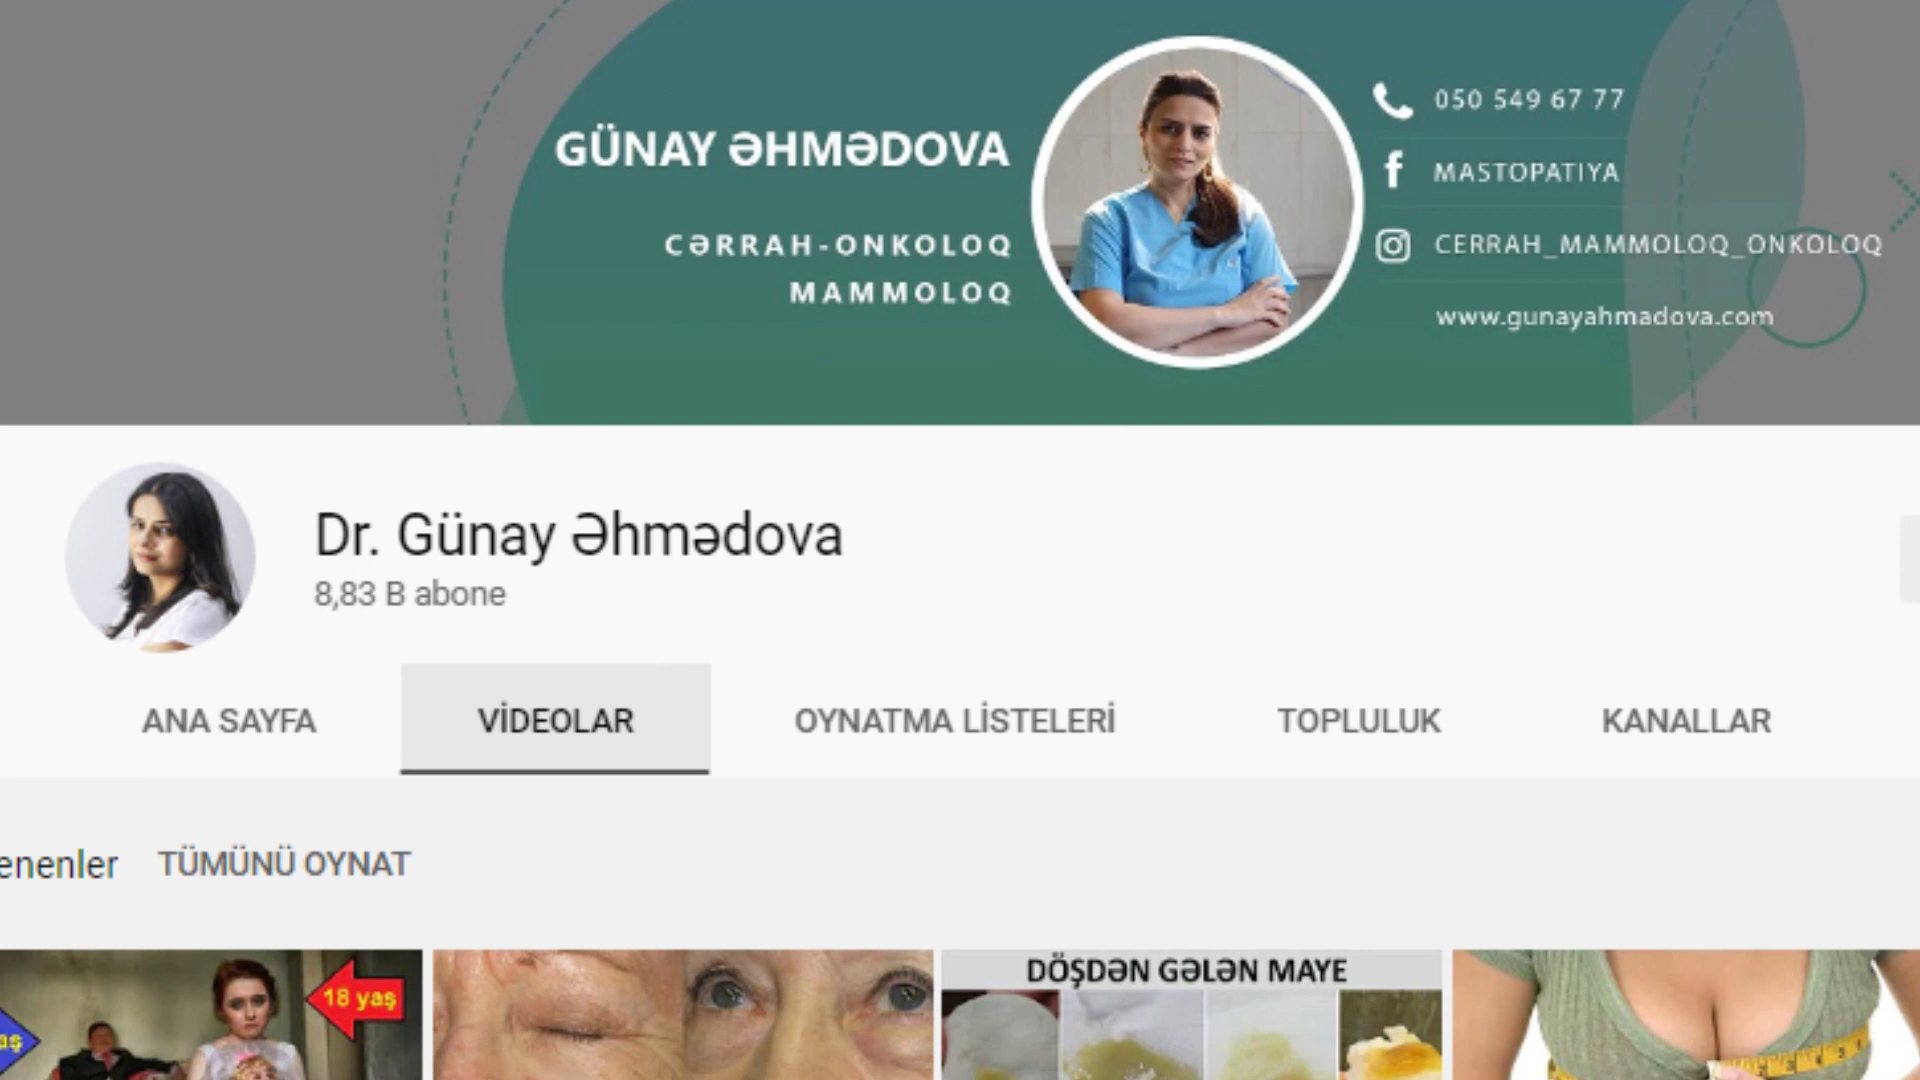 GÜNAY ƏHMƏDOVA
CƏRRAH-ONKOLOQ
MAMMOLOQ
050 549 67 77
MASTOPATIYA
CERRAH_MAMMOLOQ_ONKOLOQ
www.gunayahmadova.com
Dr. Günay Əhmədova
8,83 B abone
ANA SAYFA VİDEOLAR OYNATMA LİSTELERİ TOPLULUK KANALLAR
TÜMÜNÜ OYNAT
18 yaş
DÖŞDƏN GƏLƏN MAYE